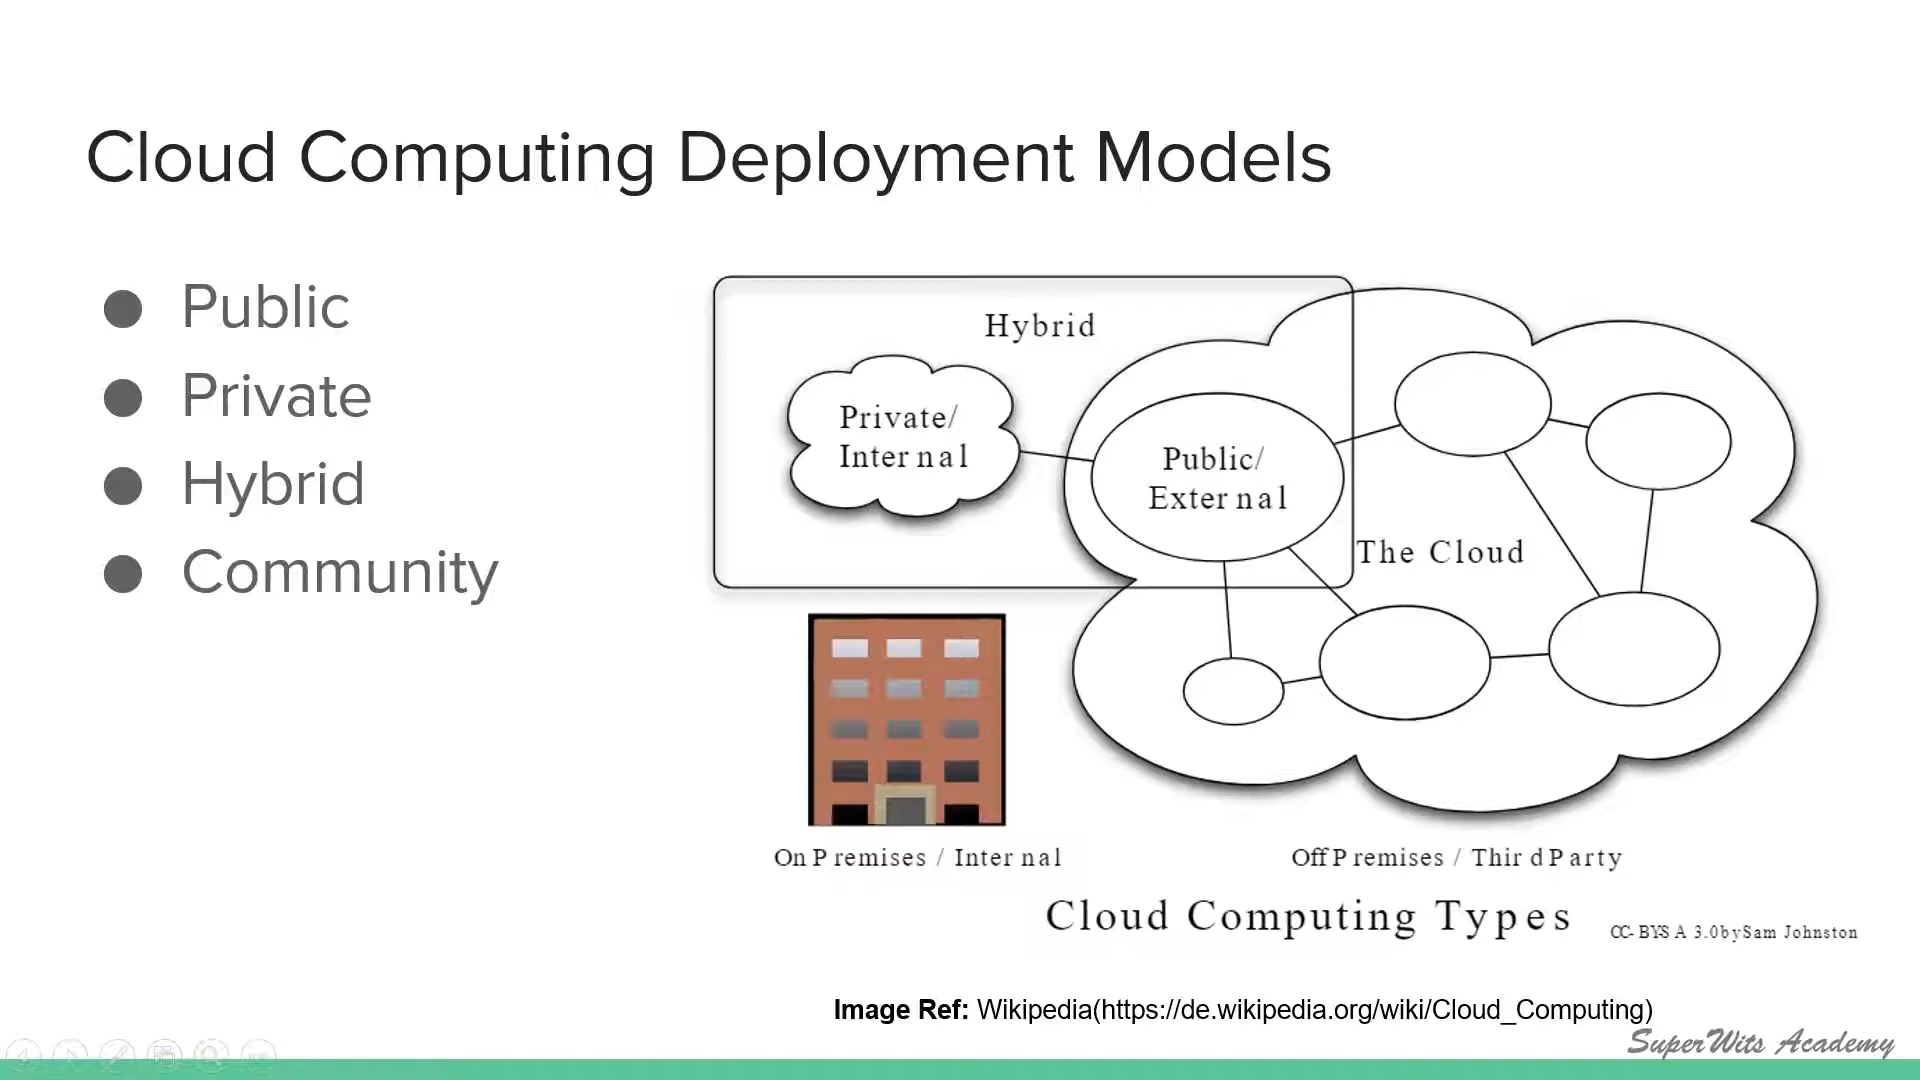 Cloud Computing Deployment Models
Public
Private
Hybrid
Community
Hybrid
Private/
Internal
Public/
External
The Cloud
On Premises / Internal
Off Premises / Third Party
Cloud Computing Types
CC-BY-SA 3.0 by Sam Johnston
Image Ref: Wikipedia(https://de.wikipedia.org/wiki/Cloud_Computing)
SuperWits Academy